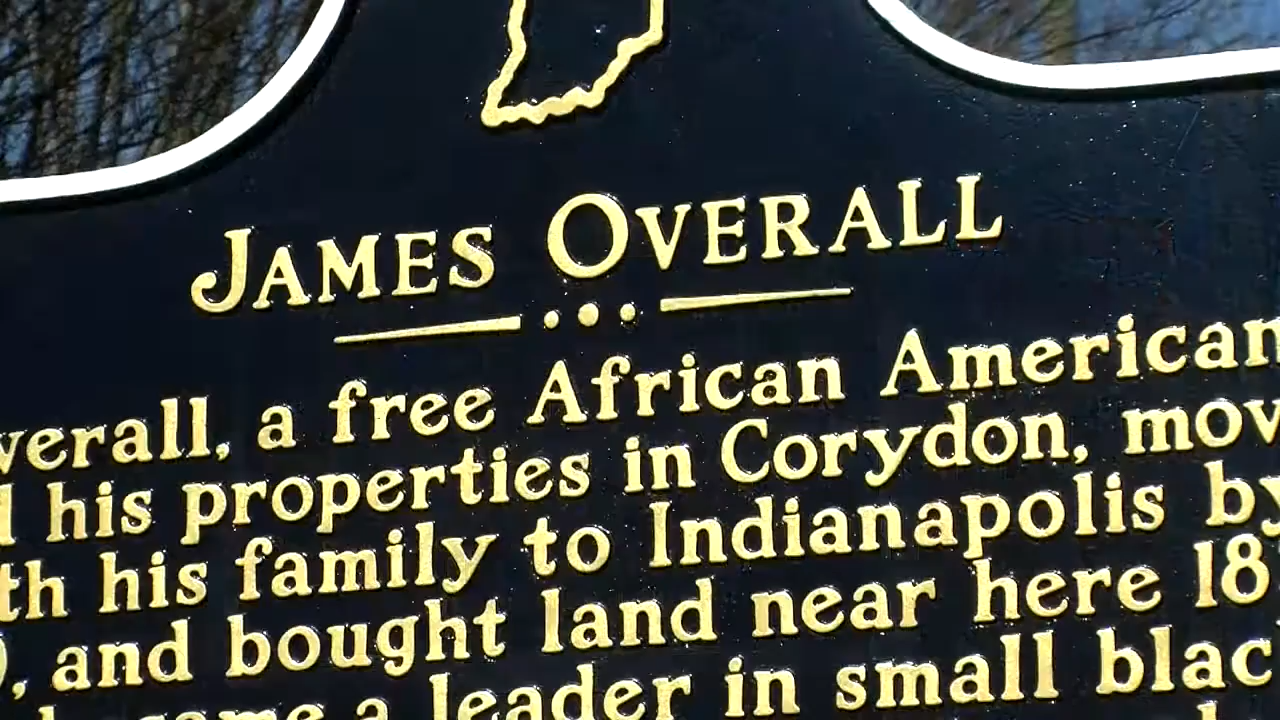 James Overall
verall, a free African American
his properties in Corydon, mov
th his family to Indianapolis by
), and bought land near here 18
a leader in small blac